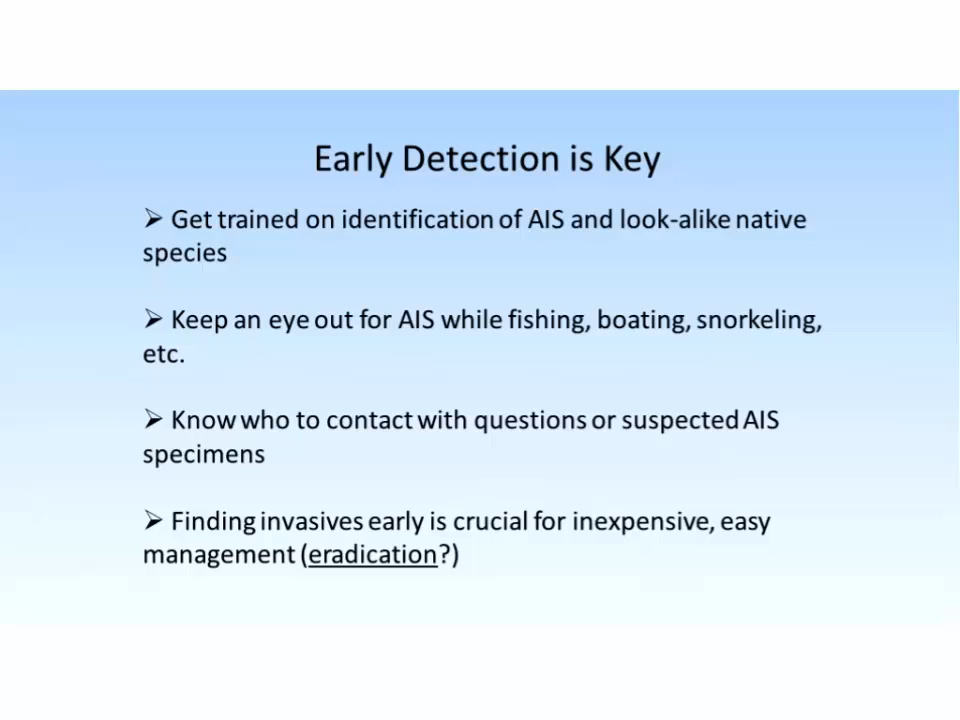 Early Detection is Key
➢ Get trained on identification of AIS and look-alike native
species
➢ Keep an eye out for AIS while fishing, boating, snorkeling,
etc.
➢ Know who to contact with questions or suspected AIS
specimens
➢ Finding invasives early is crucial for inexpensive, easy
management (eradication?)